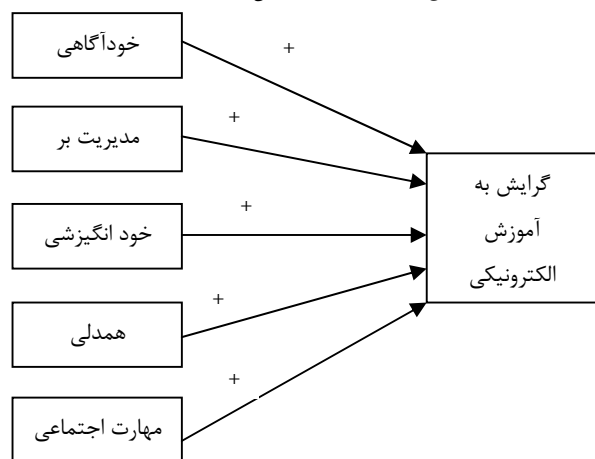 خودآگاهی
+
مدیریت بر
+
خود انگیزشی
+
همدلی
+
مهارت اجتماعی
+
گرایش به
آموزش
الکترونیکی